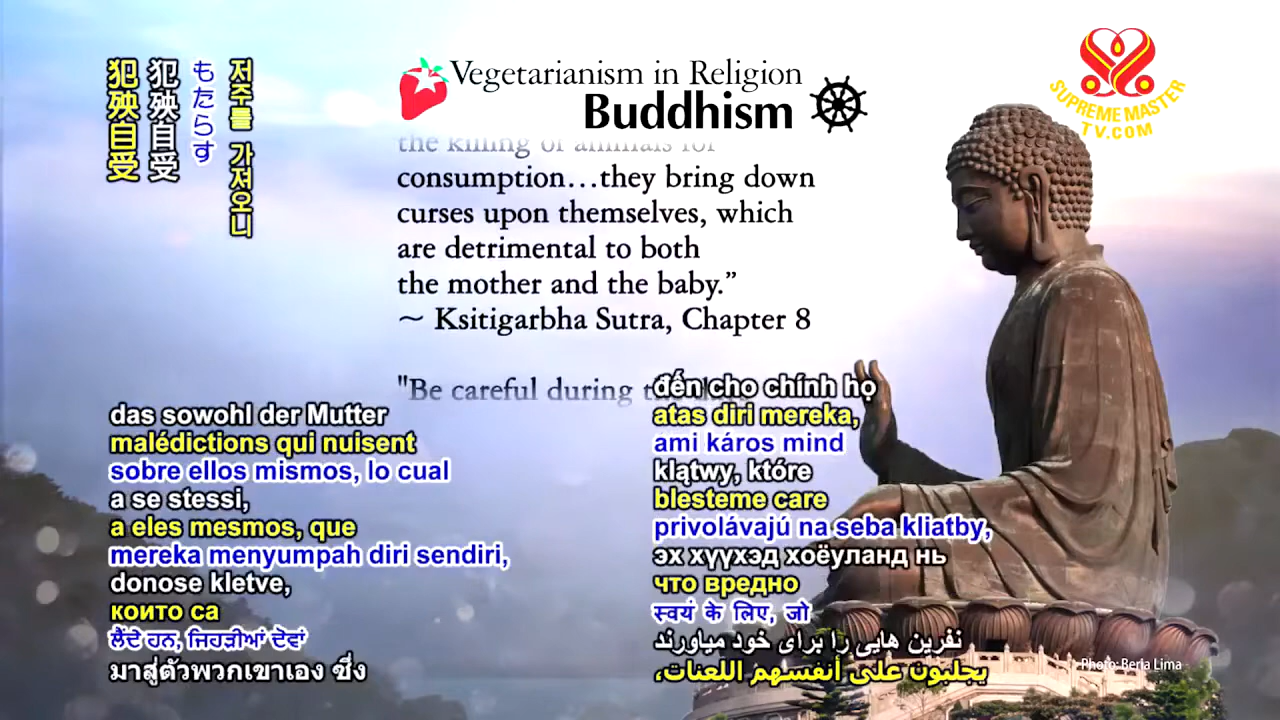 犯殃自受
犯殃自受
もたらす
저주를 가져오니
Vegetarianism in Religion
Buddhism
SUPREME MASTER
TV.COM
the killing of animals for
consumption…they bring down
curses upon themselves, which
are detrimental to both
the mother and the baby.”
~ Ksitigarbha Sutra, Chapter 8
"Be careful during the
das sowohl der Mutter
malédictions qui nuisent
sobre ellos mismos, lo cual
a se stessi,
a eles mesmos, que
mereka menyumpah diri sendiri,
donose kletve,
които са
ਲੈਂਦੇ ਹਨ, ਜਿਹੜੀਆਂ ਦੋਵਾਂ
มาสู่ตัวพวกเขาเอง ซึ่ง
đến cho chính họ
atas diri mereka,
ami káros mind
klątwy, które
blesteme care
privolávajú na seba kliatby,
эх хүүхэд хоёуланд нь
что вредно
स्वयं के लिए, जो
نفرین هایی را برای خود میاورند
يجلبون على أنفسهم اللعنات،
Photo: Berla Lima